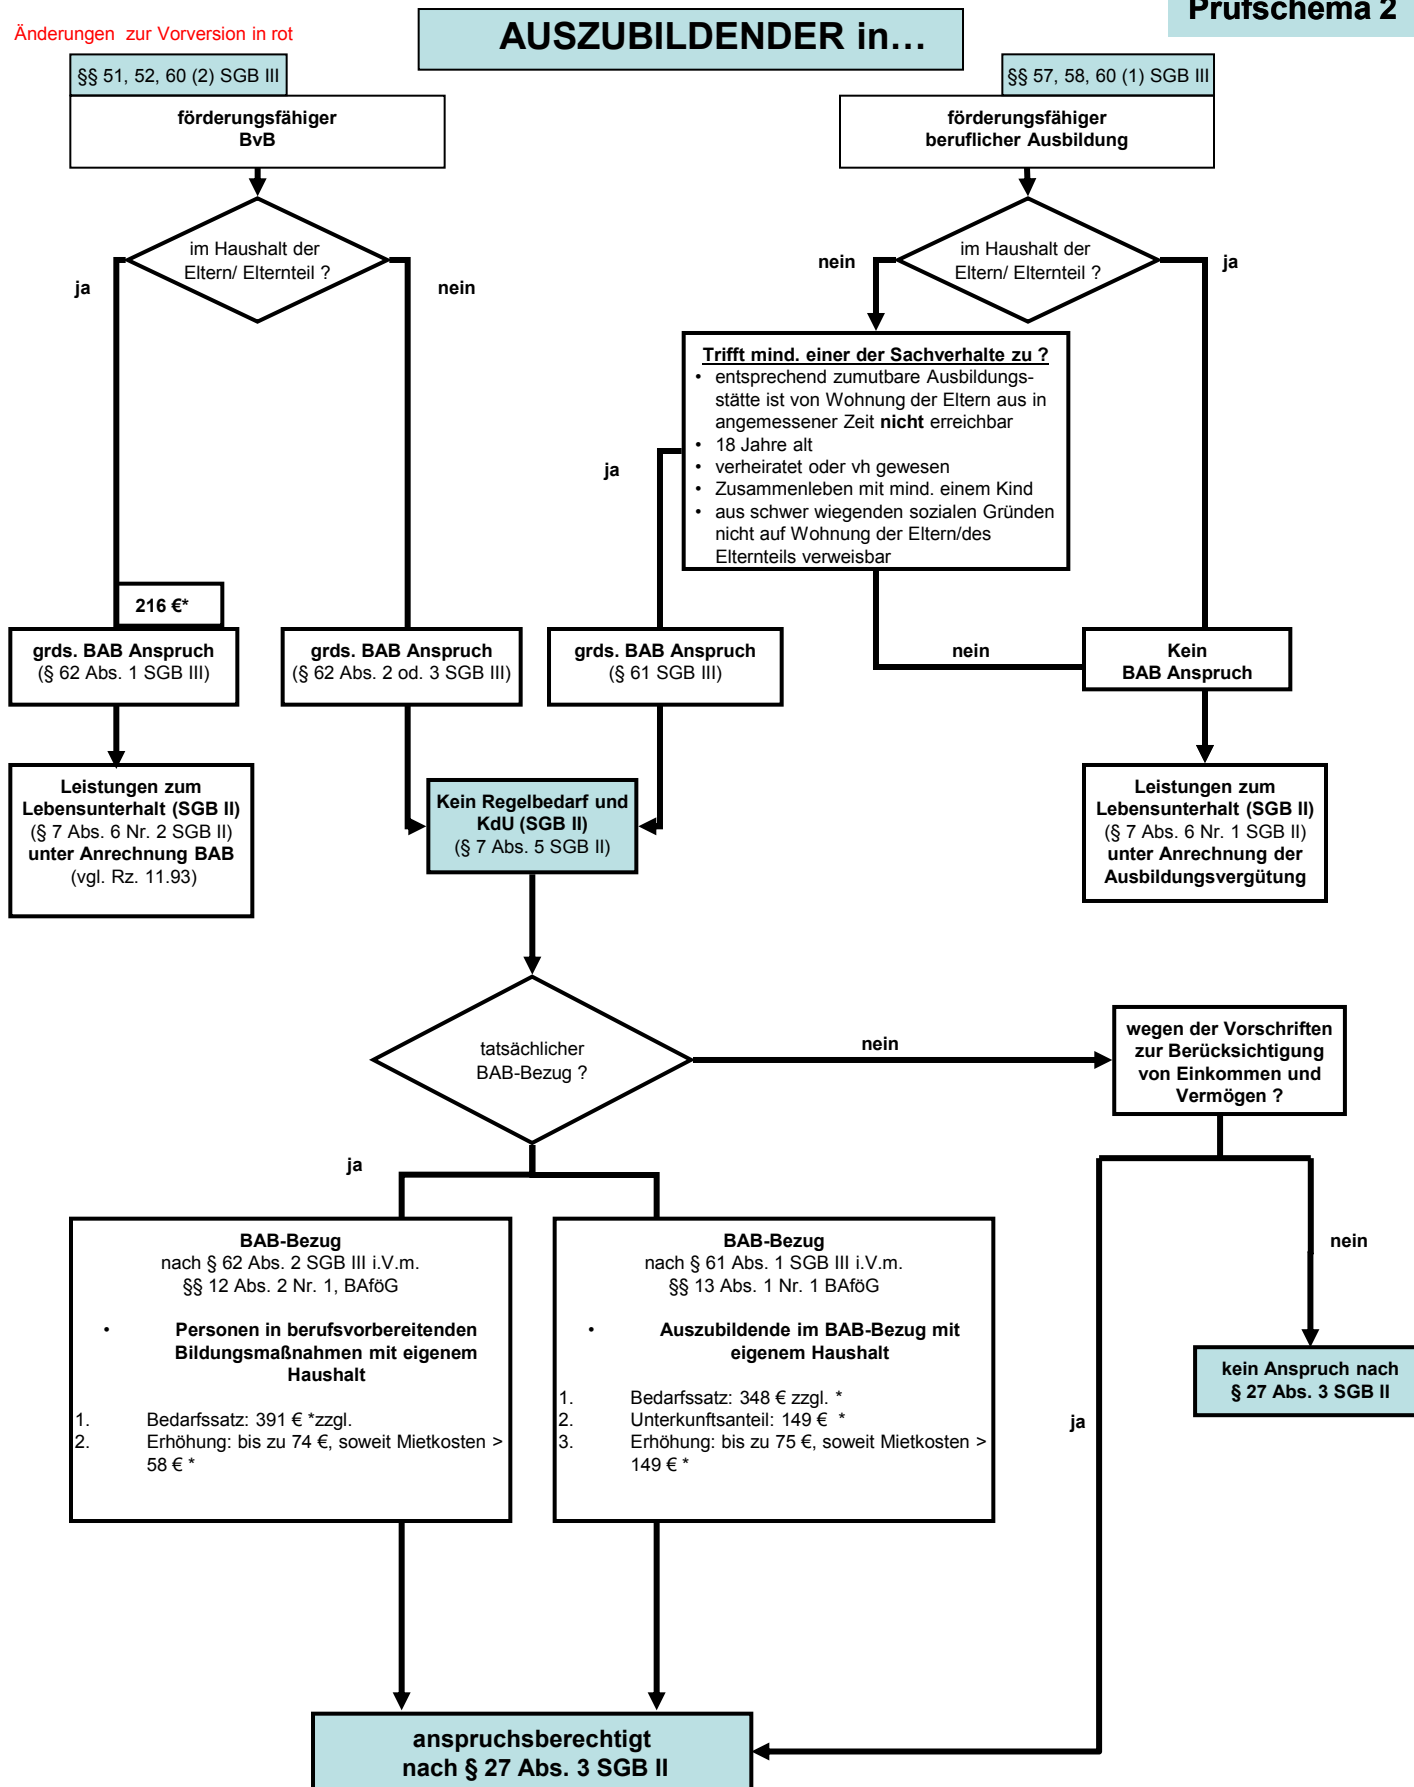 Prüfschema 2
Änderungen  zur Vorversion in rot
AUSZUBILDENDER in…
§§ 51, 52, 60 (2) SGB III
förderungsfähiger
BvB
§§ 57, 58, 60 (1) SGB III
förderungsfähiger
beruflicher Ausbildung
im Haushalt der
Eltern/ Elternteil ?
ja
nein
im Haushalt der
Eltern/ Elternteil ?
nein
ja
Trifft mind. einer der Sachverhalte zu ?
• entsprechend zumutbare Ausbildungs-
stätte ist von Wohnung der Eltern aus in
angemessener Zeit nicht erreichbar
• 18 Jahre alt
• verheiratet oder vh gewesen
• Zusammenleben mit mind. einem Kind
• aus schwer wiegenden sozialen Gründen
nicht auf Wohnung der Eltern/des
Elternteils verweisbar
ja
nein
216 €*
grds. BAB Anspruch
(§ 62 Abs. 1 SGB III)
grds. BAB Anspruch
(§ 62 Abs. 2 od. 3 SGB III)
grds. BAB Anspruch
(§ 61 SGB III)
Kein
BAB Anspruch
Leistungen zum
Lebensunterhalt (SGB II)
(§ 7 Abs. 6 Nr. 2 SGB II)
unter Anrechnung BAB
(vgl. Rz. 11.93)
Kein Regelbedarf und
KdU (SGB II)
(§ 7 Abs. 5 SGB II)
Leistungen zum
Lebensunterhalt (SGB II)
(§ 7 Abs. 6 Nr. 1 SGB II)
unter Anrechnung der
Ausbildungsvergütung
tatsächlicher
BAB-Bezug ?
nein
wegen der Vorschriften
zur Berücksichtigung
von Einkommen und
Vermögen ?
ja
BAB-Bezug
nach § 62 Abs. 2 SGB III i.V.m.
§§ 12 Abs. 2 Nr. 1, BAföG
• Personen in berufsvorbereitenden
Bildungsmaßnahmen mit eigenem
Haushalt
1. Bedarfssatz: 391 € *zzgl.
2. Erhöhung: bis zu 74 €, soweit Mietkosten >
58 € *
BAB-Bezug
nach § 61 Abs. 1 SGB III i.V.m.
§§ 13 Abs. 1 Nr. 1 BAföG
• Auszubildende im BAB-Bezug mit
eigenem Haushalt
1. Bedarfssatz: 348 € zzgl. *
2. Unterkunftsanteil: 149 € *
3. Erhöhung: bis zu 75 €, soweit Mietkosten >
149 € *
nein
ja
kein Anspruch nach
§ 27 Abs. 3 SGB II
anspruchsberechtigt
nach § 27 Abs. 3 SGB II